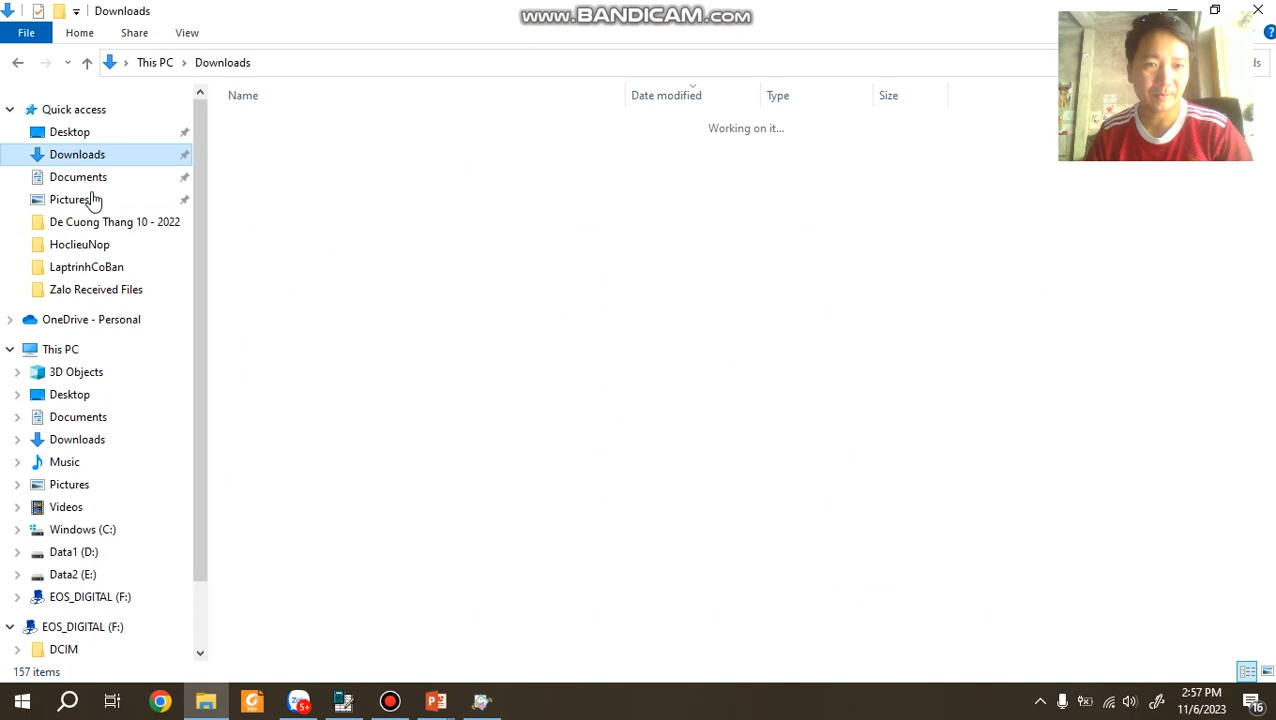 Downloads
www.BANDICAM.com
File Home Share View
This PC Downloads ds
Quick access
Desktop
Downloads
Documents
Pictures
De Cuong Thang 10 - 2022
HoclieuNop
LaptrinhCoBan
Zalo Received Files
OneDrive - Personal
This PC
3D Objects
Desktop
Documents
Downloads
Music
Pictures
Videos
Windows (C:)
Data1 (D:)
Data2 (E:)
EOS_DIGITAL (F:)
EOS_DIGITAL (F:)
DCIM
Name Date modified Type Size
Working on it...
157 items
5+
2:57 PM
11/6/2023
16